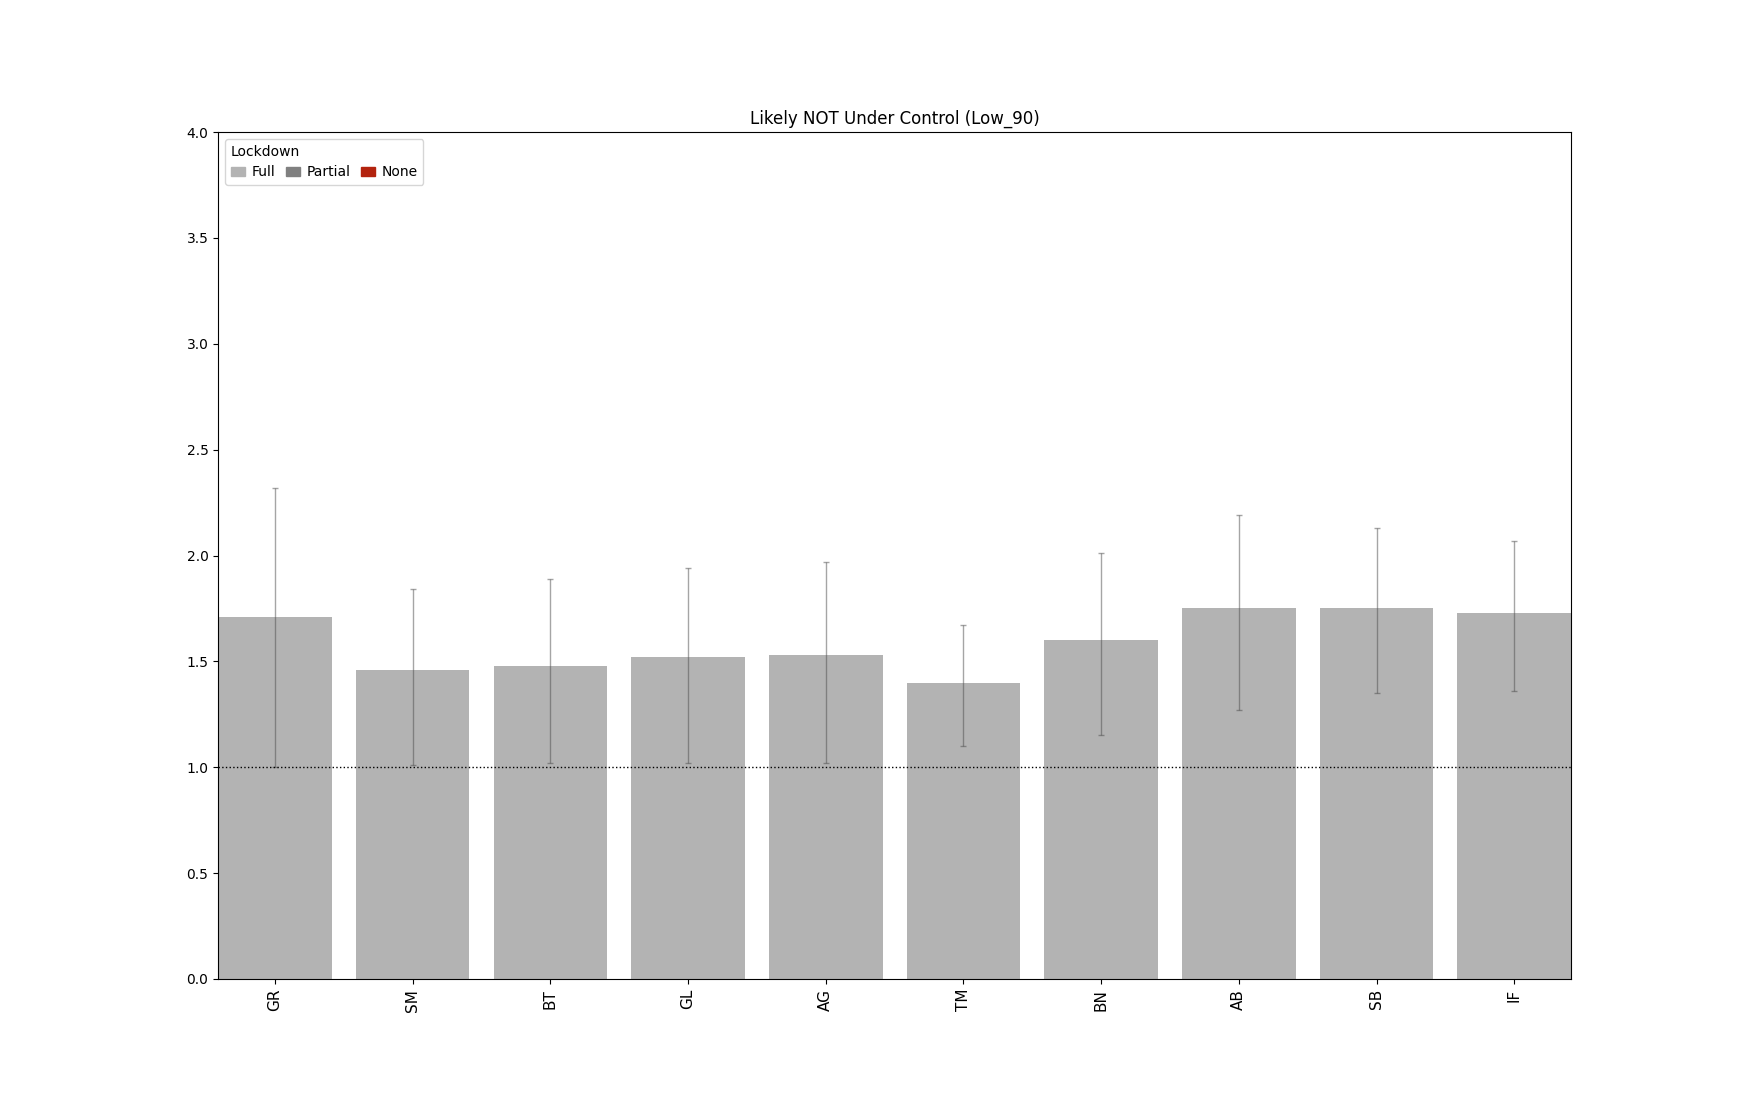 Likely NOT Under Control (Low_90)
4.0
3.5
3.0
2.5
2.0
1.5
1.0
0.5
0.0
Lockdown
Full Partial None
GR SM BT GL AG TM BN AB SB IF